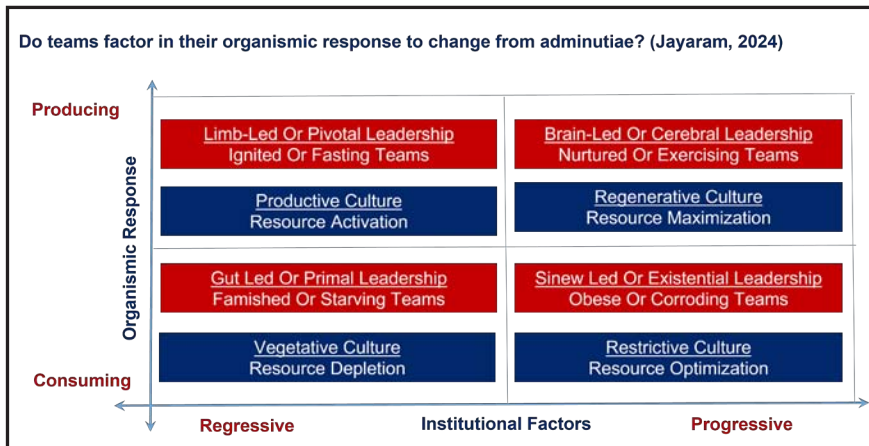 Do teams factor in their organismic response to change from adminutiae? (Jayaram, 2024)
Producing
Limb-Led Or Pivotal Leadership
Ignited Or Fasting Teams
Brain-Led Or Cerebral Leadership
Nurtured Or Exercising Teams
Productive Culture
Resource Activation
Regenerative Culture
Resource Maximization
Organismic Response
Gut Led Or Primal Leadership
Famished Or Starving Teams
Sinew Led Or Existential Leadership
Obese Or Corroding Teams
Vegetative Culture
Resource Depletion
Restrictive Culture
Resource Optimization
Consuming
Regressive
Institutional Factors
Progressive